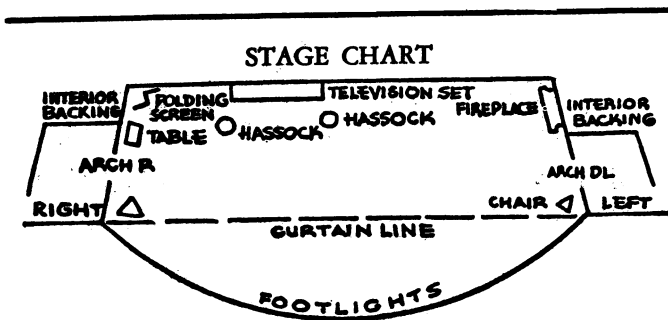 STAGE CHART
INTERIOR
BACKING
FOLDING
SCREEN
TELEVISION SET
FIREPLACE
INTERIOR
BACKING
TABLE
HASSOCK
HASSOCK
ARCH R
ARCH DL
RIGHT
CHAIR
LEFT
CURTAIN LINE
FOOTLIGHTS